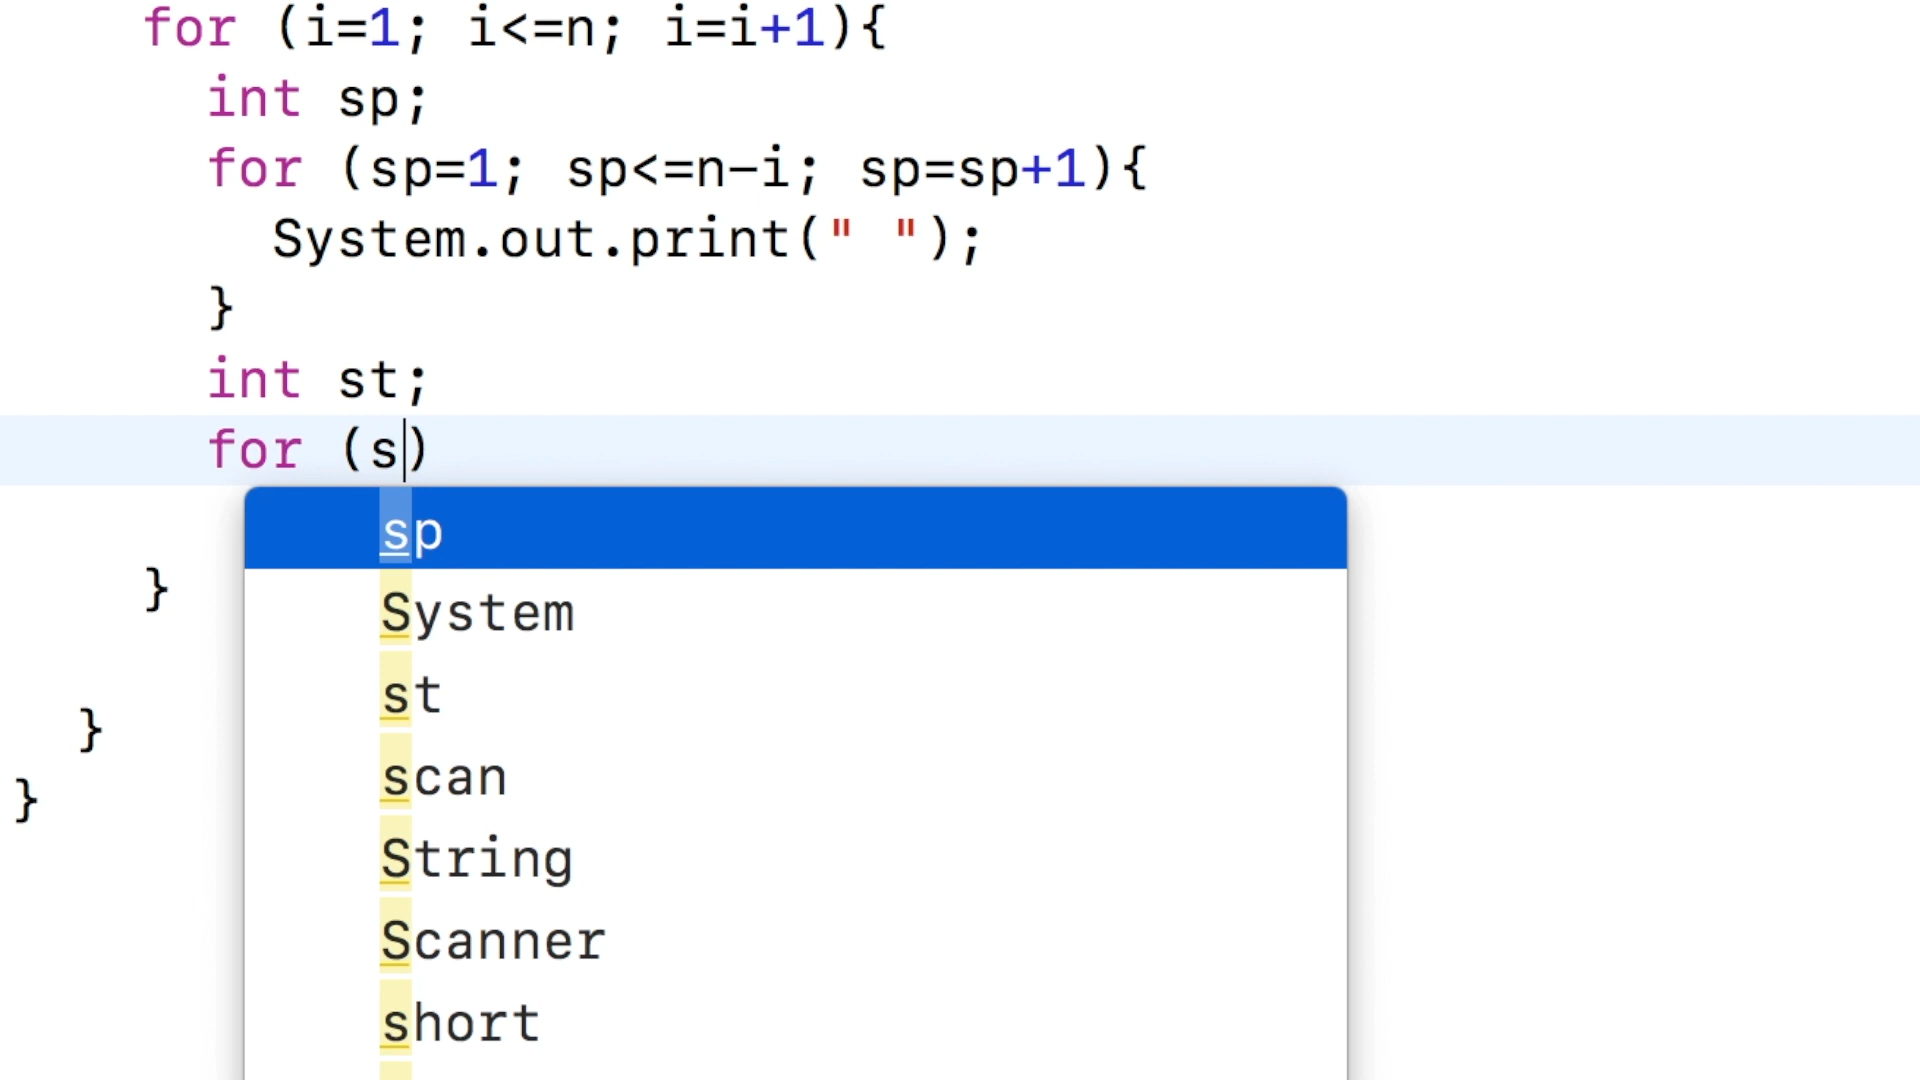 for (i=1; i<=n; i=i+1){
int sp;
for (sp=1; sp<=n-i; sp=sp+1){
System.out.print(" ");
}
int st;
for (s)
sp
System
st
scan
String
Scanner
short
}
}
}